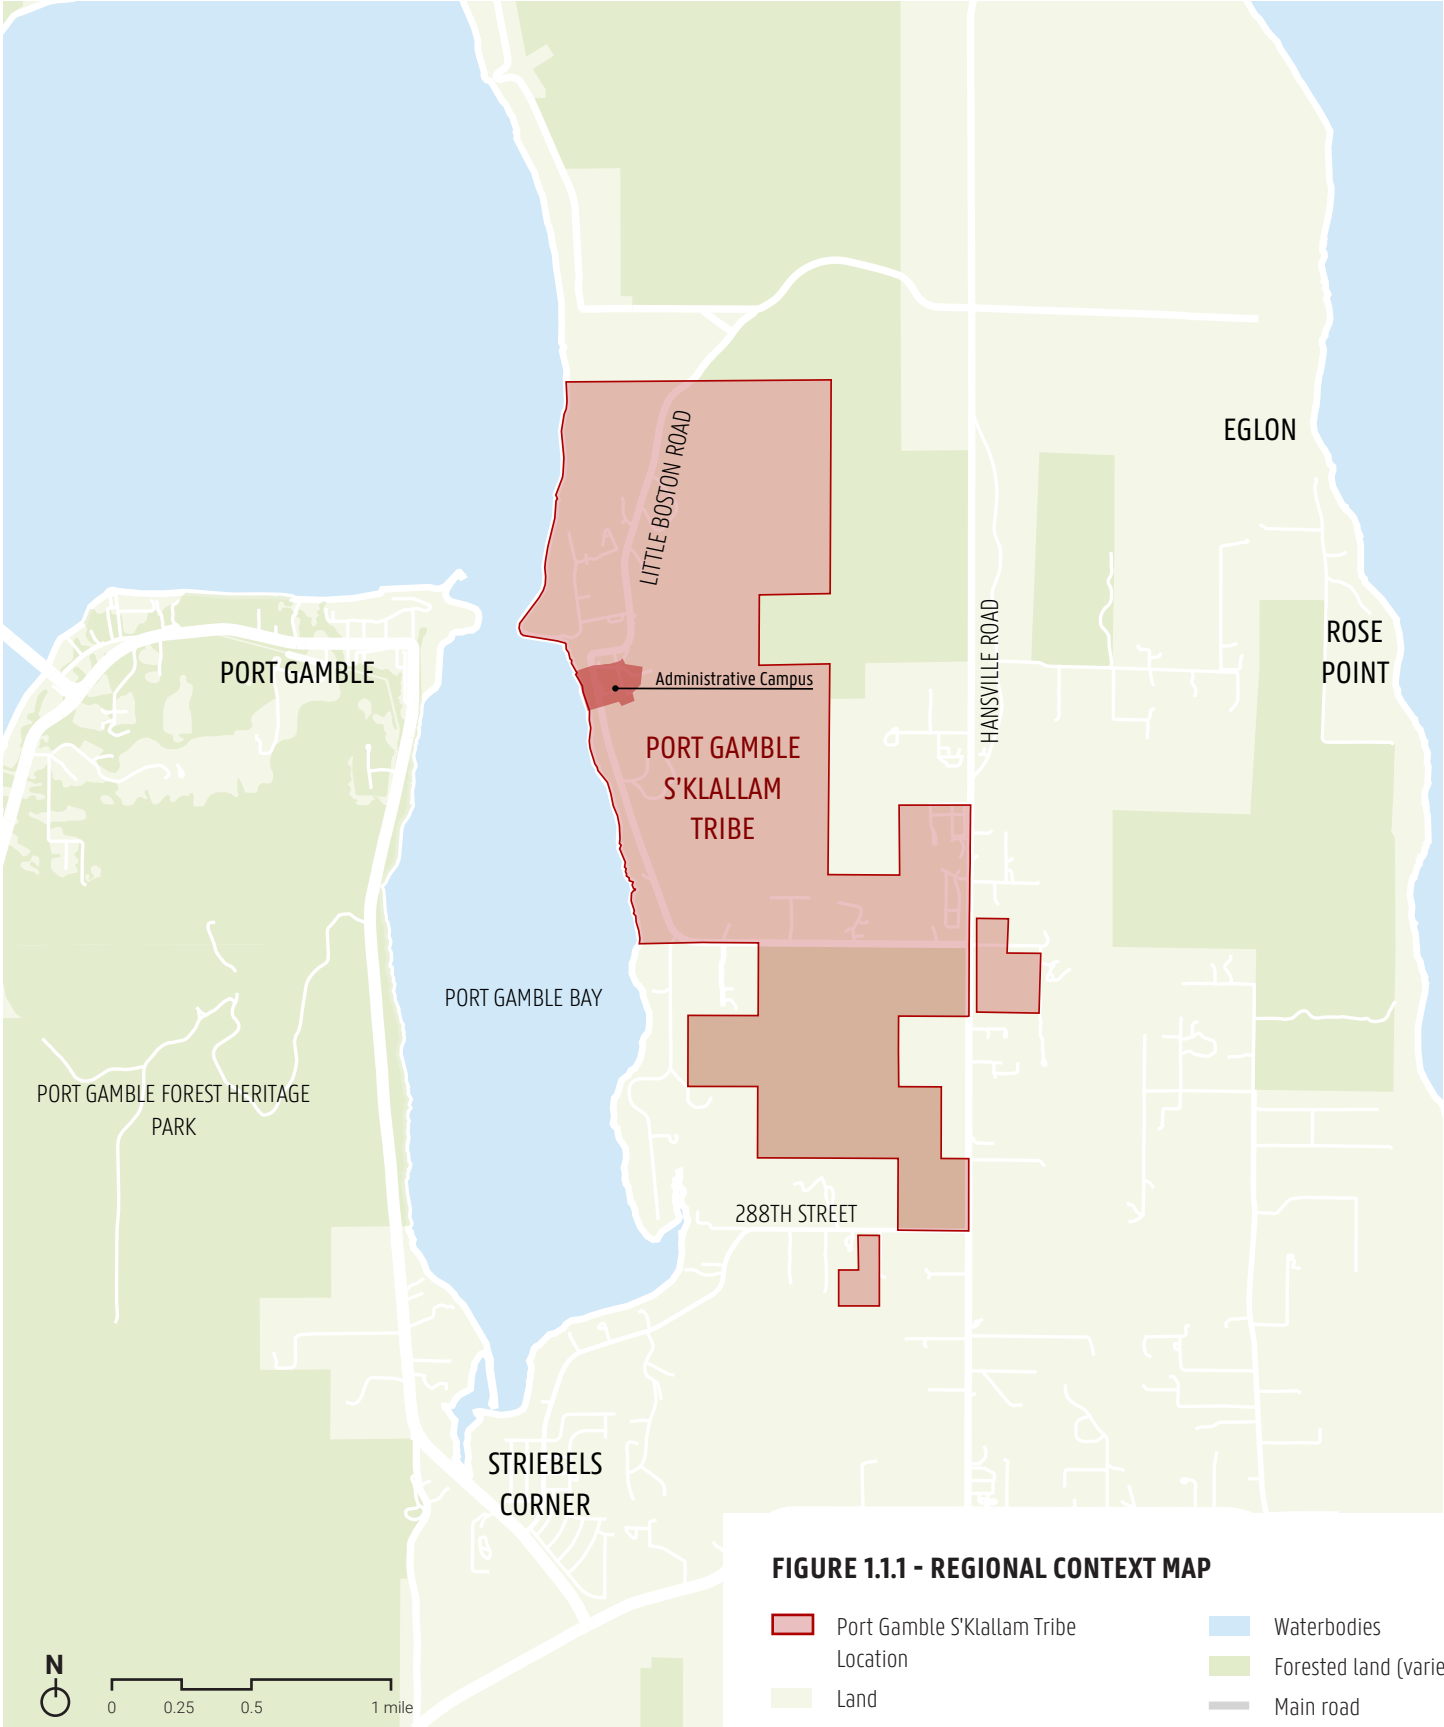 EGLON
LITTLE BOSTON ROAD
HANSVILLE ROAD
ROSE
POINT
PORT GAMBLE
Administrative Campus
PORT GAMBLE
S'KLALLAM
TRIBE
PORT GAMBLE BAY
PORT GAMBLE FOREST HERITAGE
PARK
288TH STREET
STRIEBELS
CORNER
FIGURE 1.1.1 - REGIONAL CONTEXT MAP
Port Gamble S'Klallam Tribe
Location
Land
Waterbodies
Forested land (varie
Main road
N
0 0.25 0.5 1 mile